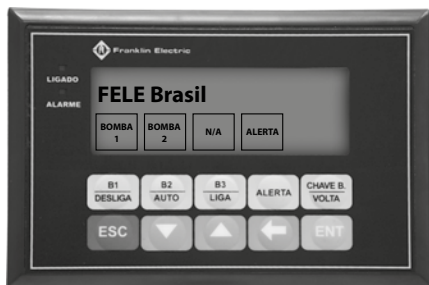 Franklin Electric
LIGADO
ALARME
FELE Brasil
BOMBA 1
BOMBA 2
N/A
ALERTA
B1 DESLIGA
B2 AUTO
B3 LIGA
ALERTA
CHAVE B. VOLTA
ESC
ENT